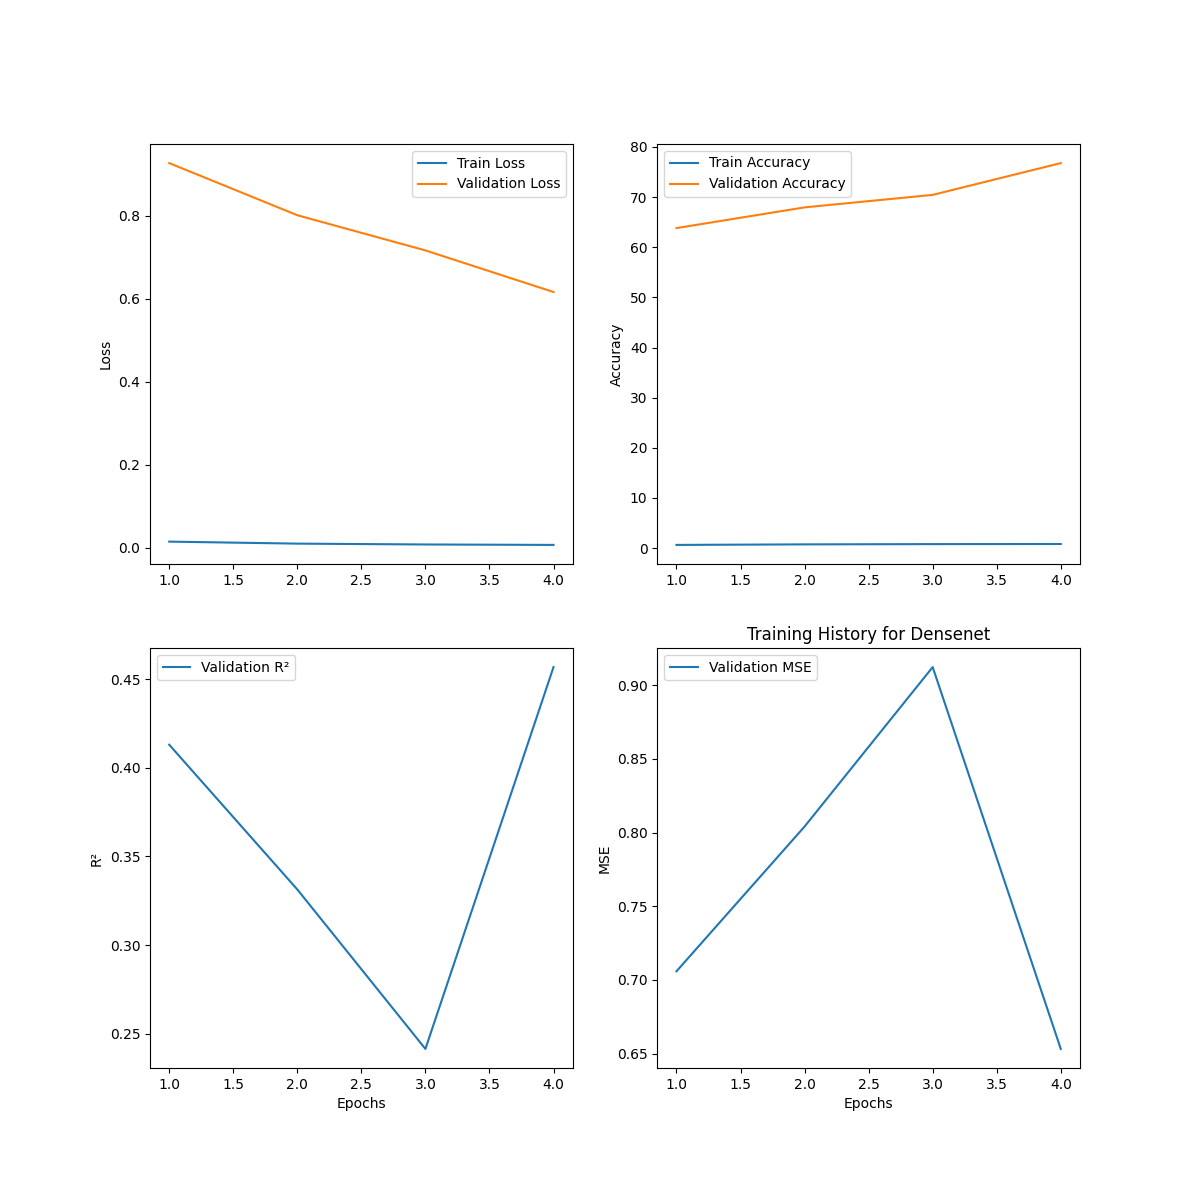 Train Loss
Validation Loss
0.8
0.6
0.4
0.2
0.0
Loss
1.0 1.5 2.0 2.5 3.0 3.5 4.0
Train Accuracy
Validation Accuracy
80
70
60
50
40
30
20
10
0
Accuracy
1.0 1.5 2.0 2.5 3.0 3.5 4.0
Validation R²
0.45
0.40
0.35
0.30
0.25
R²
1.0 1.5 2.0 2.5 3.0 3.5 4.0
Epochs
Training History for Densenet
Validation MSE
0.90
0.85
0.80
0.75
0.70
0.65
MSE
1.0 1.5 2.0 2.5 3.0 3.5 4.0
Epochs